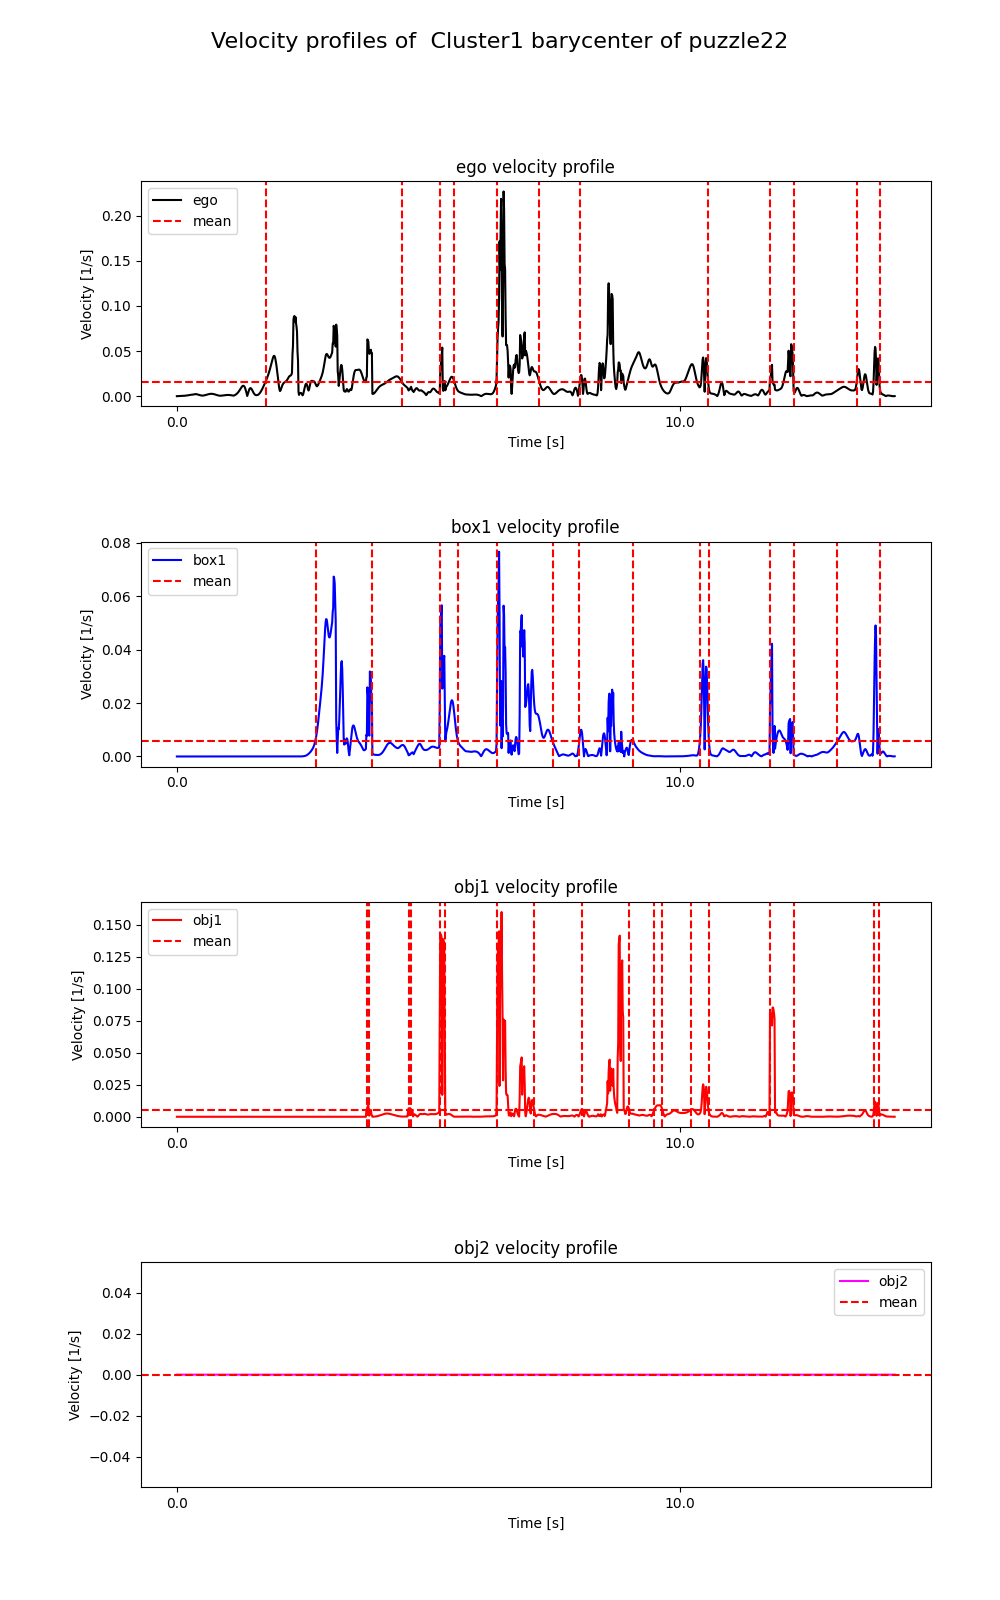 Velocity profiles of  Cluster1 barycenter of puzzle22
ego velocity profile
ego
mean
0.20
0.15
0.10
0.05
0.00
Velocity [1/s]
0.0 10.0
Time [s]
box1 velocity profile
box1
mean
0.08
0.06
0.04
0.02
0.00
Velocity [1/s]
0.0 10.0
Time [s]
obj1 velocity profile
obj1
mean
0.150
0.125
0.100
0.075
0.050
0.025
0.000
Velocity [1/s]
0.0 10.0
Time [s]
obj2 velocity profile
obj2
mean
0.04
0.02
0.00
−0.02
−0.04
Velocity [1/s]
0.0 10.0
Time [s]